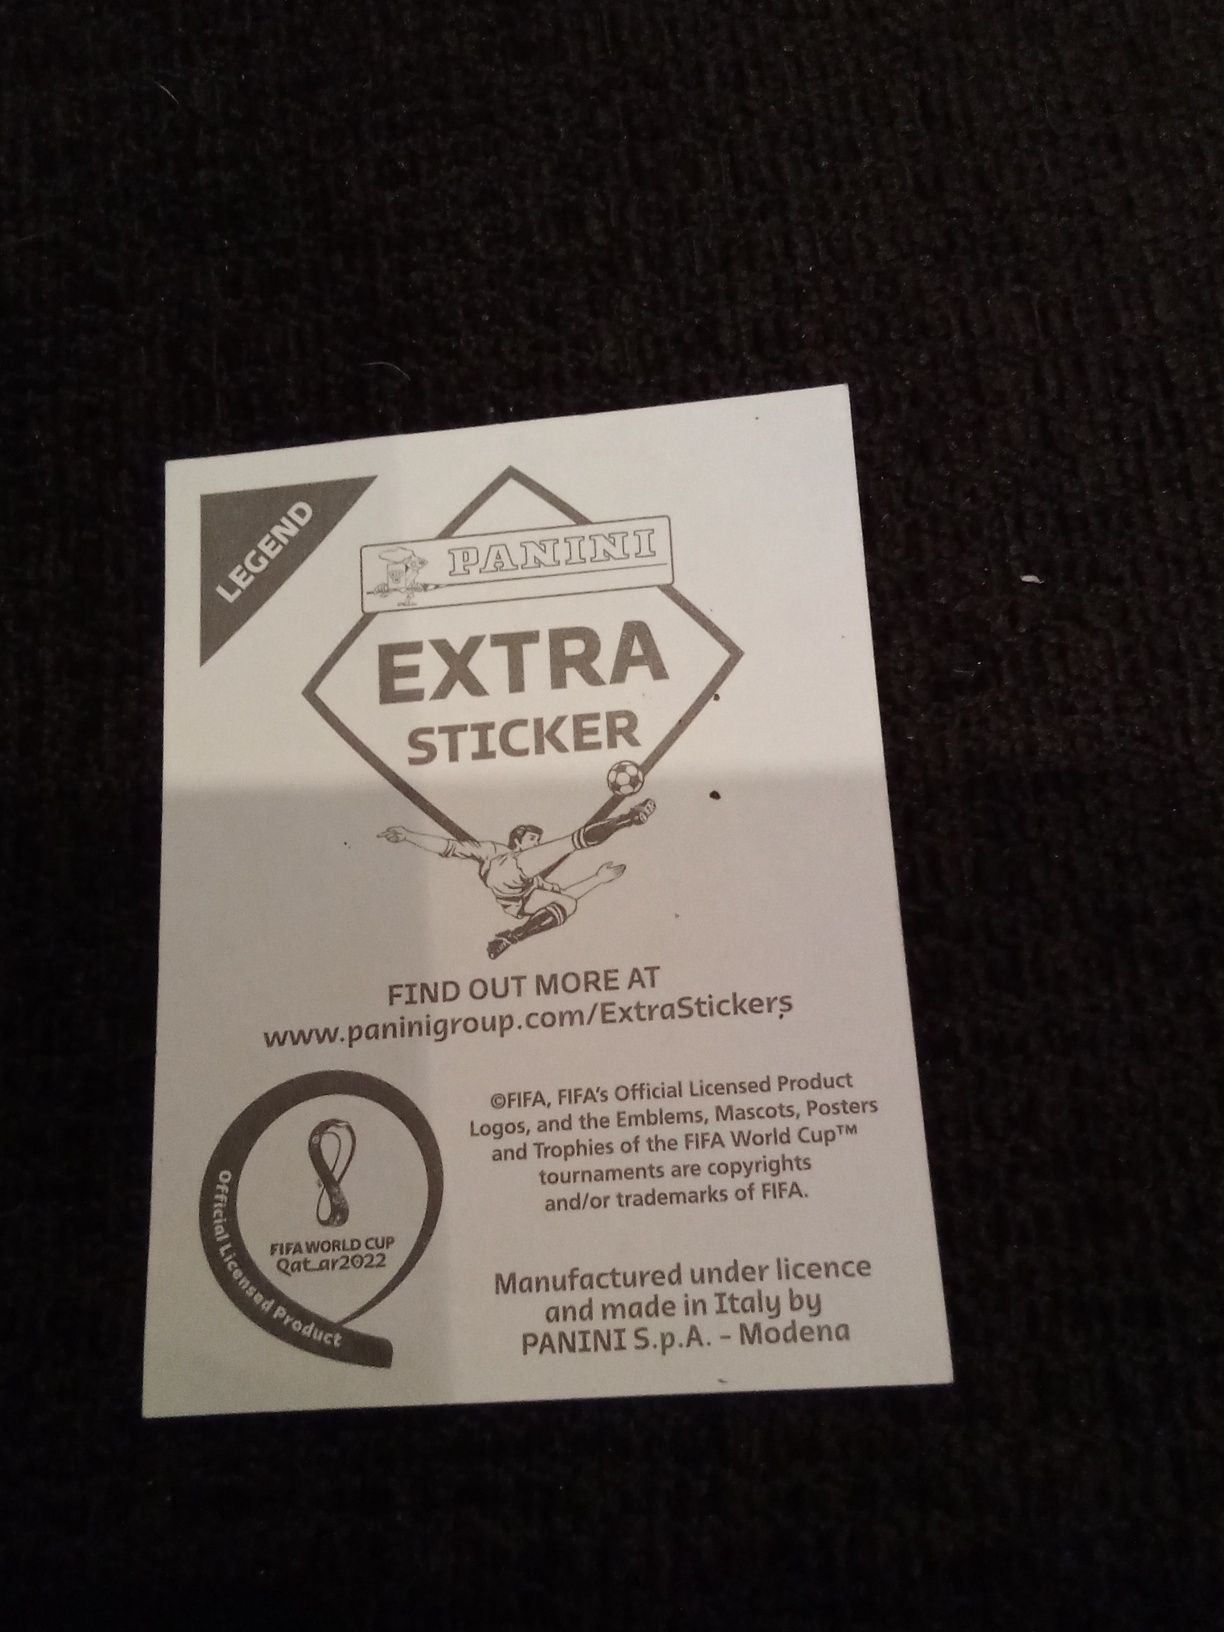 LEGEND
PANINI
EXTRA
STICKER
FIND OUT MORE AT
www.paninigroup.com/ExtraStickers
©FIFA, FIFA's Official Licensed Product
Logos, and the Emblems, Mascots, Posters
and Trophies of the FIFA World Cup™
tournaments are copyrights
and/or trademarks of FIFA.
Official Licensed Product
FIFA WORLD CUP
Qatar2022
Manufactured under licence
and made in Italy by
PANINI S.p.A. - Modena